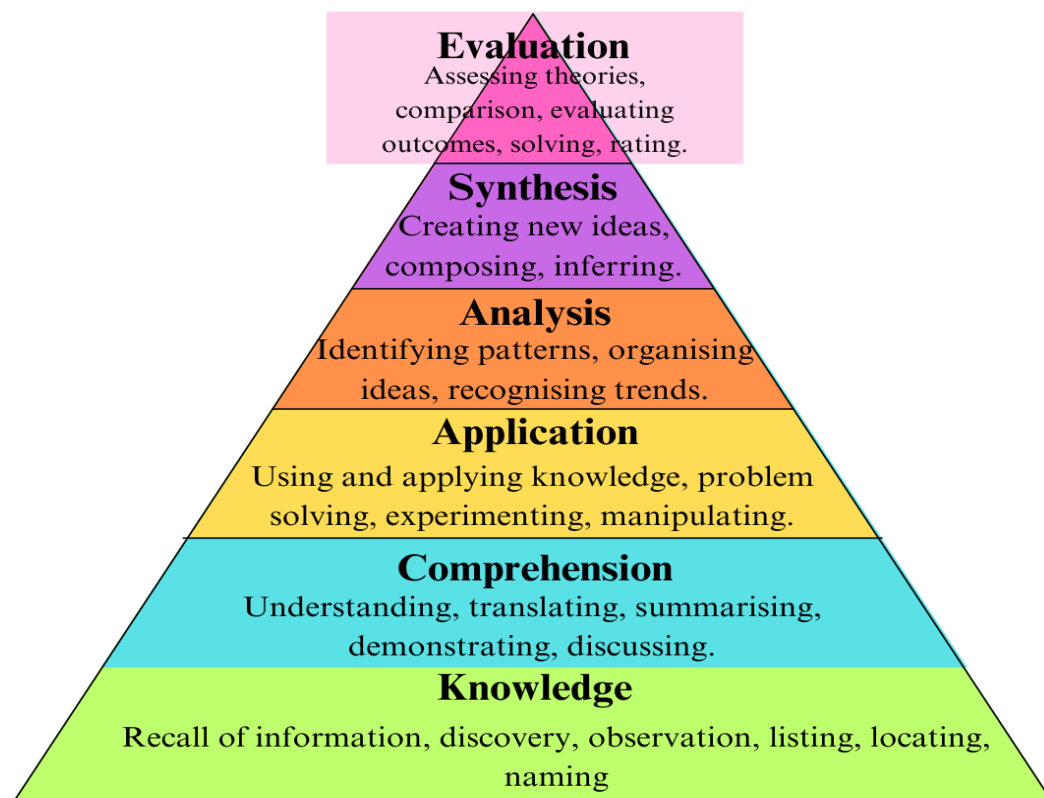 Evaluation
Assessing theories,
comparison, evaluating
outcomes, solving, rating.
Synthesis
Creating new ideas,
composing, inferring.
Analysis
Identifying patterns, organising
ideas, recognising trends.
Application
Using and applying knowledge, problem
solving, experimenting, manipulating.
Comprehension
Understanding, translating, summarising,
demonstrating, discussing.
Knowledge
Recall of information, discovery, observation, listing, locating,
naming